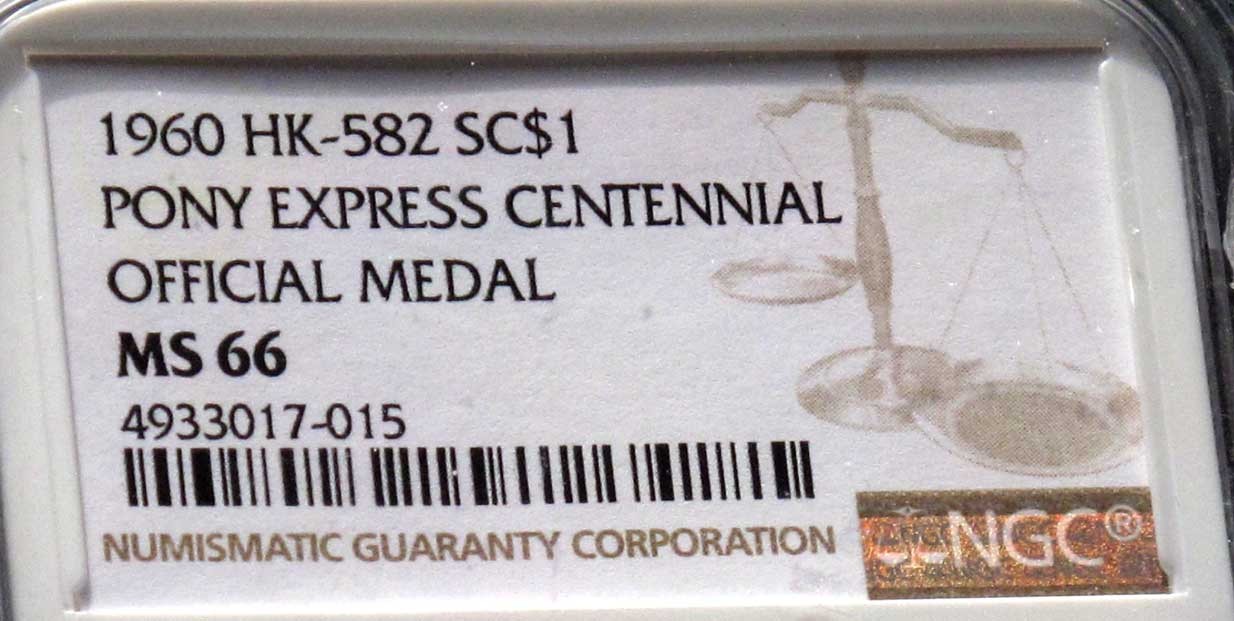 1960 HK-582 SC$1
PONY EXPRESS CENTENNIAL
OFFICIAL MEDAL
MS 66
4933017-015
NUMISMATIC GUARANTY CORPORATION
NGC®